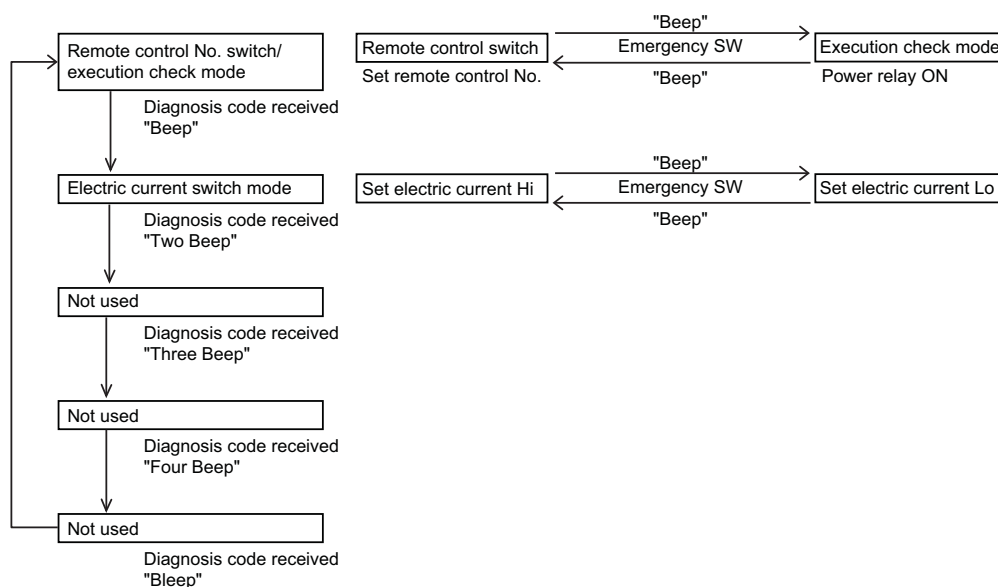 Remote control No. switch/
execution check mode
Diagnosis code received
"Beep"
Electric current switch mode
Diagnosis code received
"Two Beep"
Not used
Diagnosis code received
"Three Beep"
Not used
Diagnosis code received
"Four Beep"
Not used
Diagnosis code received
"Bleep"
Remote control switch
Set remote control No.
"Beep"
Emergency SW
"Beep"
Execution check mode
Power relay ON
Set electric current Hi
"Beep"
Emergency SW
"Beep"
Set electric current Lo